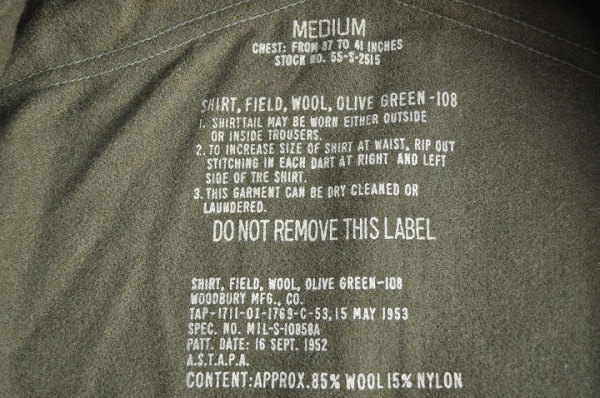 MEDIUM
CHEST: FROM 37 TO 41 INCHES
STOCK NO. 55-S-2515
SHIRT, FIELD, WOOL, OLIVE GREEN-108
1. SHIRTTAIL MAY BE WORN EITHER OUTSIDE
OR INSIDE TROUSERS.
2. TO INCREASE SIZE OF SHIRT AT WAIST, RIP OUT
STITCHING IN EACH DART AT RIGHT AND LEFT
SIDE OF THE SHIRT.
3. THIS GARMENT CAN BE DRY CLEANED OR
LAUNDERED.
DO NOT REMOVE THIS LABEL
SHIRT, FIELD, WOOL, OLIVE GREEN-108
WOODBURY MFG., CO.
TAP-1711-OI-1769-C-53, 15 MAY 1953
SPEC. NO. MIL-S-10858A
PATT. DATE: 16 SEPT. 1952
A.S.T.A.P.A.
CONTENT: APPROX. 85% WOOL 15% NYLON